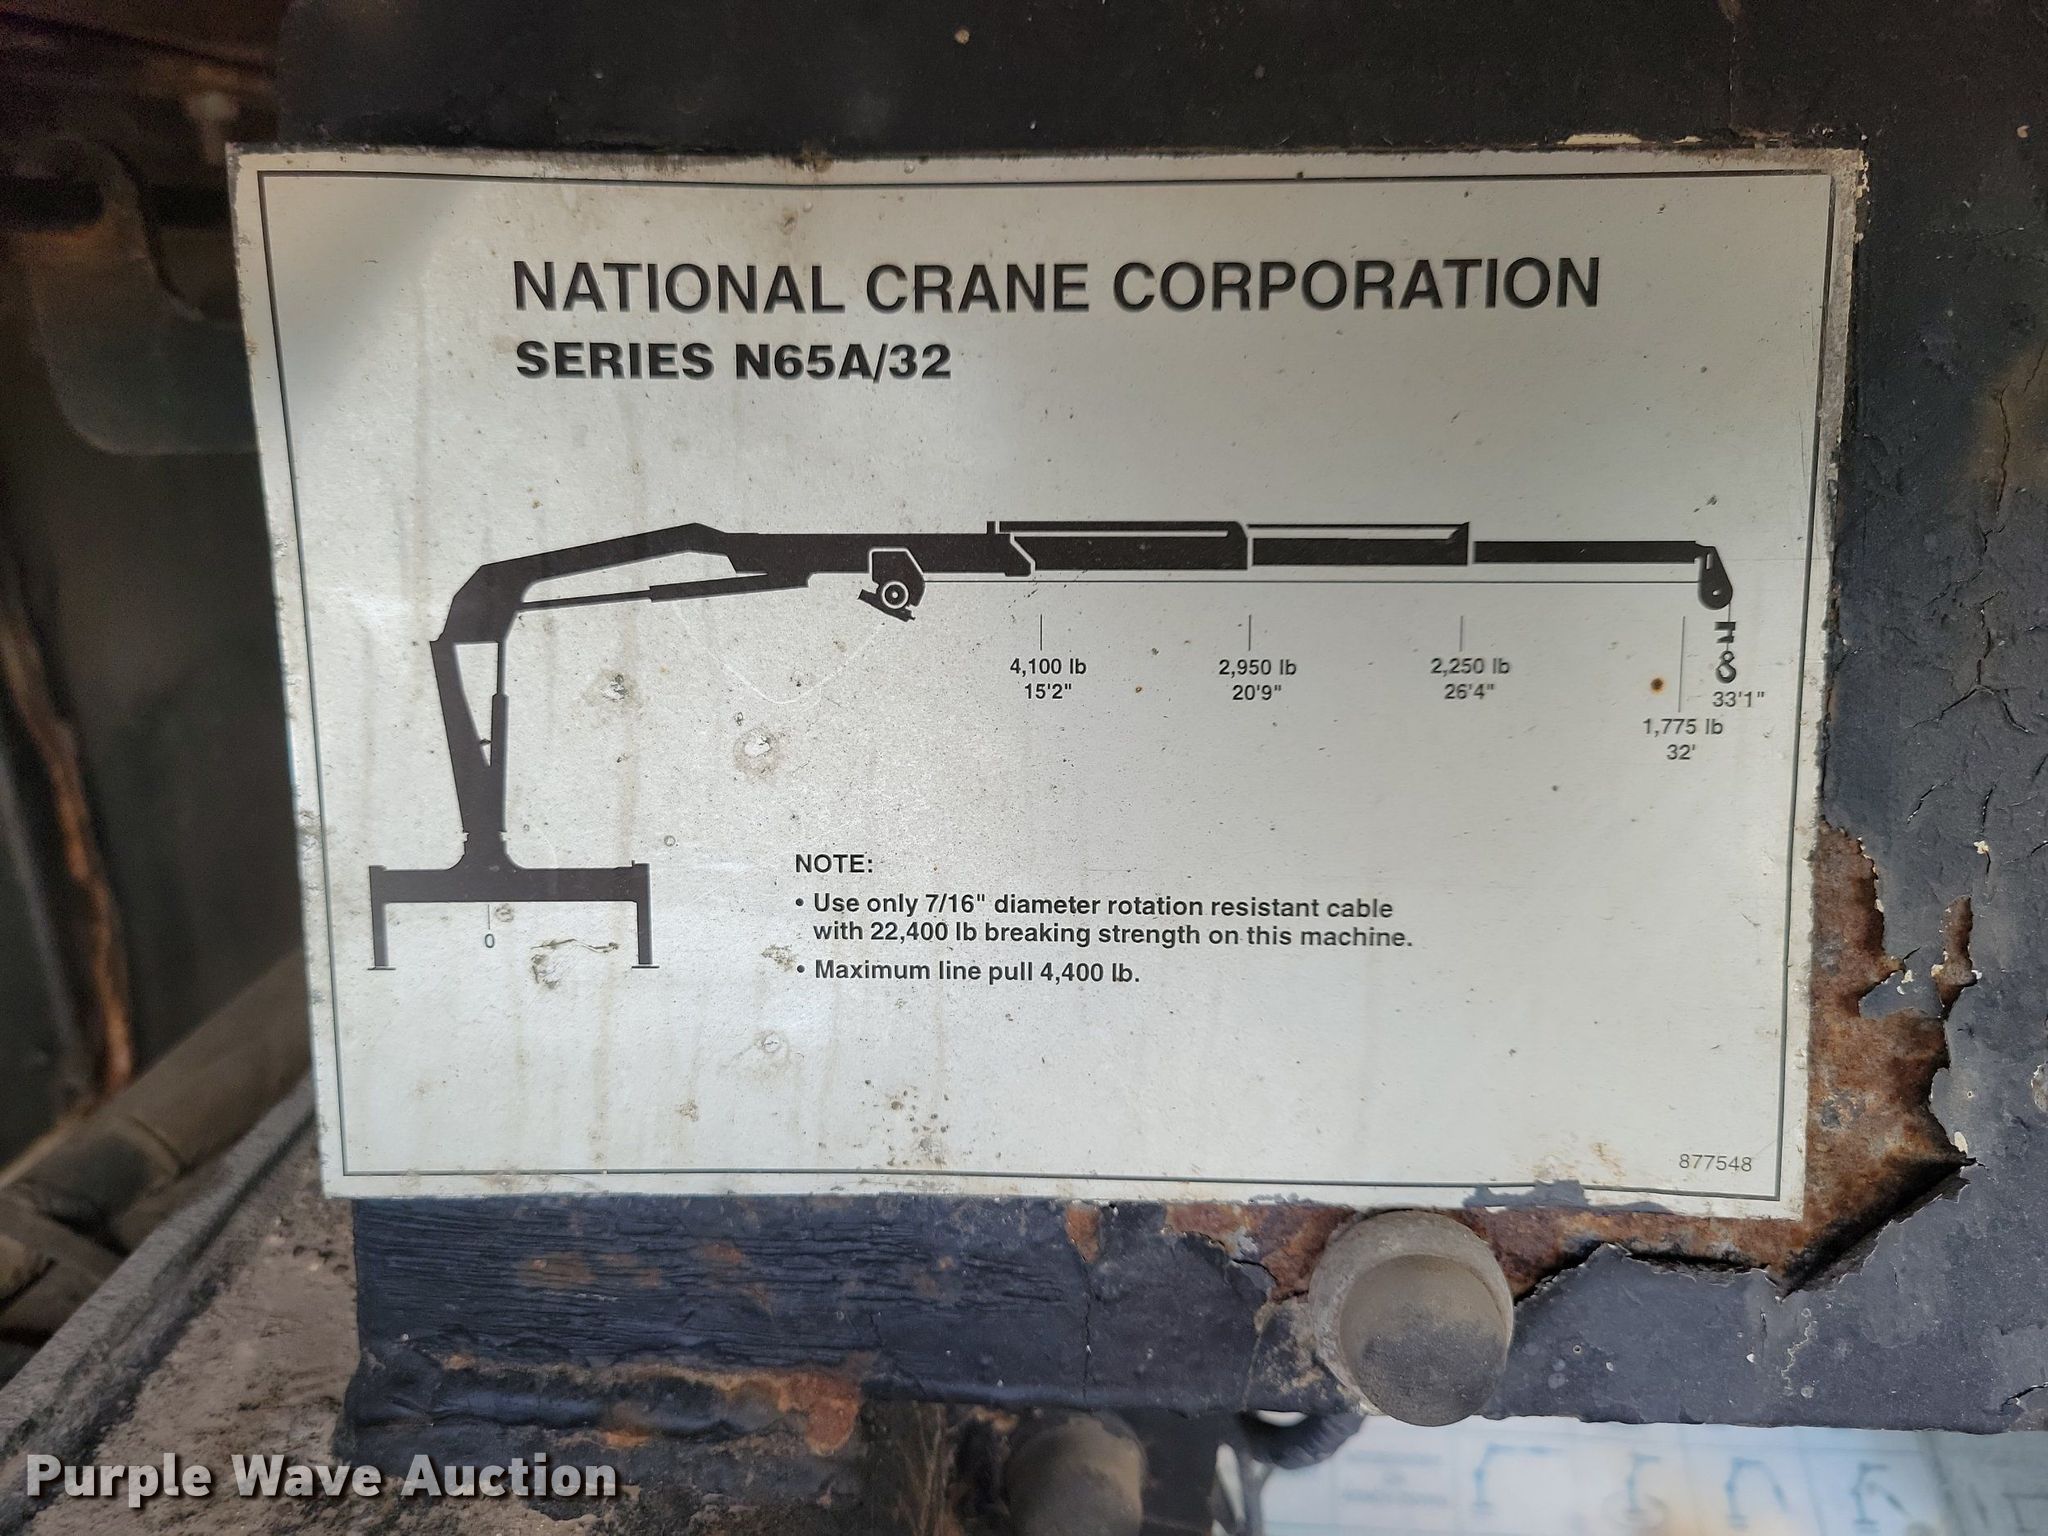 NATIONAL CRANE CORPORATION
SERIES N65A/32
4,100 lb
15'2"
2,950 lb
20'9"
2,250 lb
26'4"
33'1"
1,775 lb
32'
0
NOTE:
• Use only 7/16" diameter rotation resistant cable
with 22,400 lb breaking strength on this machine.
• Maximum line pull 4,400 lb.
877548
Purple Wave Auction